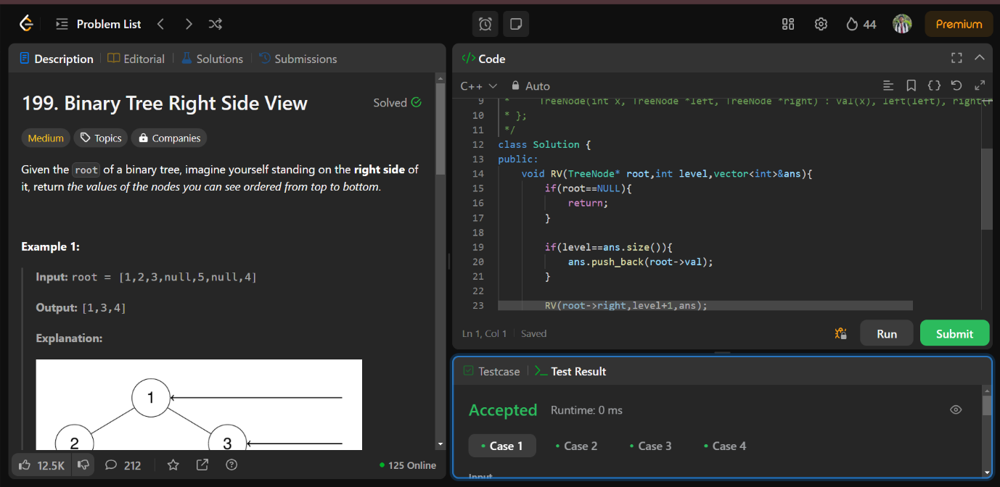 Problem List
44
Premium
Description
Editorial
Solutions
Submissions
199. Binary Tree Right Side View
Solved
Medium
Topics
Companies
Given the root of a binary tree, imagine yourself standing on the right side of
it, return the values of the nodes you can see ordered from top to bottom.
Example 1:
Input: root = [1,2,3,null,5,null,4]
Output: [1,3,4]
Explanation:
1
2
3
12.5K
212
125 Online
</> Code
C++
Auto
9 * TreeNode(int x, TreeNode *left, TreeNode *right) : val(x), left(left), right(r
10 * };
11 */
12 class Solution {
13 public:
14 void RV(TreeNode* root,int level,vector<int>&ans){
15 if(root==NULL){
16 return;
17 }
18
19 if(level==ans.size()){
20 ans.push_back(root->val);
21 }
22
23 RV(root->right,level+1,ans);
Ln 1, Col 1
Saved
Run
Submit
Testcase
Test Result
Accepted
Runtime: 0 ms
Case 1
Case 2
Case 3
Case 4
Input